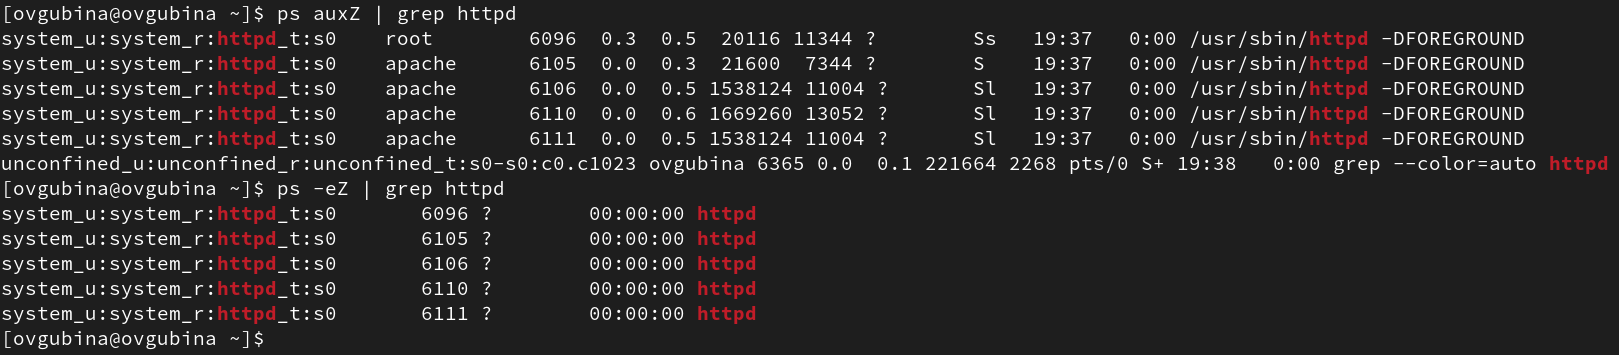 [ovgubina@ovgubina ~]$ ps auxZ | grep httpd
system_u:system_r:httpd_t:s0    root        6096  0.3  0.5  20116 11344 ?        Ss   19:37   0:00 /usr/sbin/httpd -DFOREGROUND
system_u:system_r:httpd_t:s0    apache      6105  0.0  0.3  21600  7344 ?        S    19:37   0:00 /usr/sbin/httpd -DFOREGROUND
system_u:system_r:httpd_t:s0    apache      6106  0.0  0.5 1538124 11004 ?       Sl   19:37   0:00 /usr/sbin/httpd -DFOREGROUND
system_u:system_r:httpd_t:s0    apache      6110  0.0  0.6 1669260 13052 ?       Sl   19:37   0:00 /usr/sbin/httpd -DFOREGROUND
system_u:system_r:httpd_t:s0    apache      6111  0.0  0.5 1538124 11004 ?       Sl   19:37   0:00 /usr/sbin/httpd -DFOREGROUND
unconfined_u:unconfined_r:unconfined_t:s0-s0:c0.c1023 ovgubina 6365 0.0  0.1 221664 2268 pts/0 S+ 19:38   0:00 grep --color=auto httpd
[ovgubina@ovgubina ~]$ ps -eZ | grep httpd
system_u:system_r:httpd_t:s0       6096 ?        00:00:00 httpd
system_u:system_r:httpd_t:s0       6105 ?        00:00:00 httpd
system_u:system_r:httpd_t:s0       6106 ?        00:00:00 httpd
system_u:system_r:httpd_t:s0       6110 ?        00:00:00 httpd
system_u:system_r:httpd_t:s0       6111 ?        00:00:00 httpd
[ovgubina@ovgubina ~]$